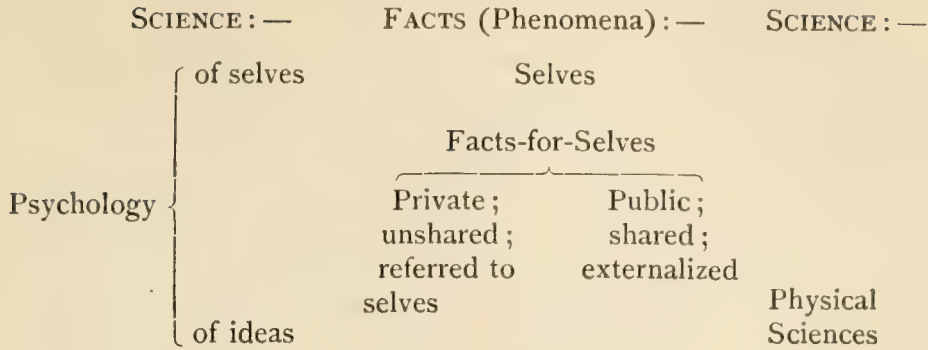 SCIENCE : — FACTS (Phenomena) : — SCIENCE : —
of selves Selves
Facts-for-Selves
Psychology Private ; Public ;
unshared ; shared ;
referred to externalized
selves
Physical
of ideas Sciences